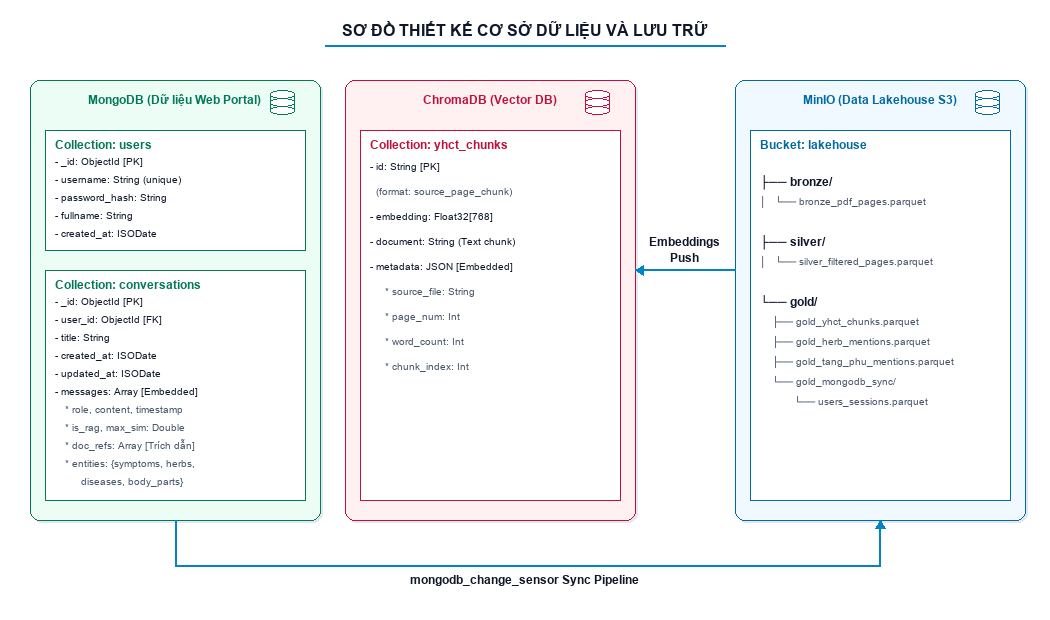 SƠ ĐỒ THIẾT KẾ CƠ SỞ DỮ LIỆU VÀ LƯU TRỮ
MongoDB (Dữ liệu Web Portal)
Collection: users
- _id: ObjectId [PK]
- username: String (unique)
- password_hash: String
- fullname: String
- created_at: ISODate
Collection: conversations
- _id: ObjectId [PK]
- user_id: ObjectId [FK]
- title: String
- created_at: ISODate
- updated_at: ISODate
- messages: Array [Embedded]
* role, content, timestamp
* is_rag, max_sim: Double
* doc_refs: Array [Trích dẫn]
* entities: {symptoms, herbs,
diseases, body_parts}
ChromaDB (Vector DB)
Collection: yhct_chunks
- id: String [PK]
(format: source_page_chunk)
- embedding: Float32[768]
- document: String (Text chunk)
- metadata: JSON [Embedded]
* source_file: String
* page_num: Int
* word_count: Int
* chunk_index: Int
Embeddings
Push
MinIO (Data Lakehouse S3)
Bucket: lakehouse
├── bronze/
│ └── bronze_pdf_pages.parquet
├── silver/
│ └── silver_filtered_pages.parquet
└── gold/
├── gold_yhct_chunks.parquet
├── gold_herb_mentions.parquet
├── gold_tang_phu_mentions.parquet
└── gold_mongodb_sync/
└── users_sessions.parquet
mongodb_change_sensor Sync Pipeline